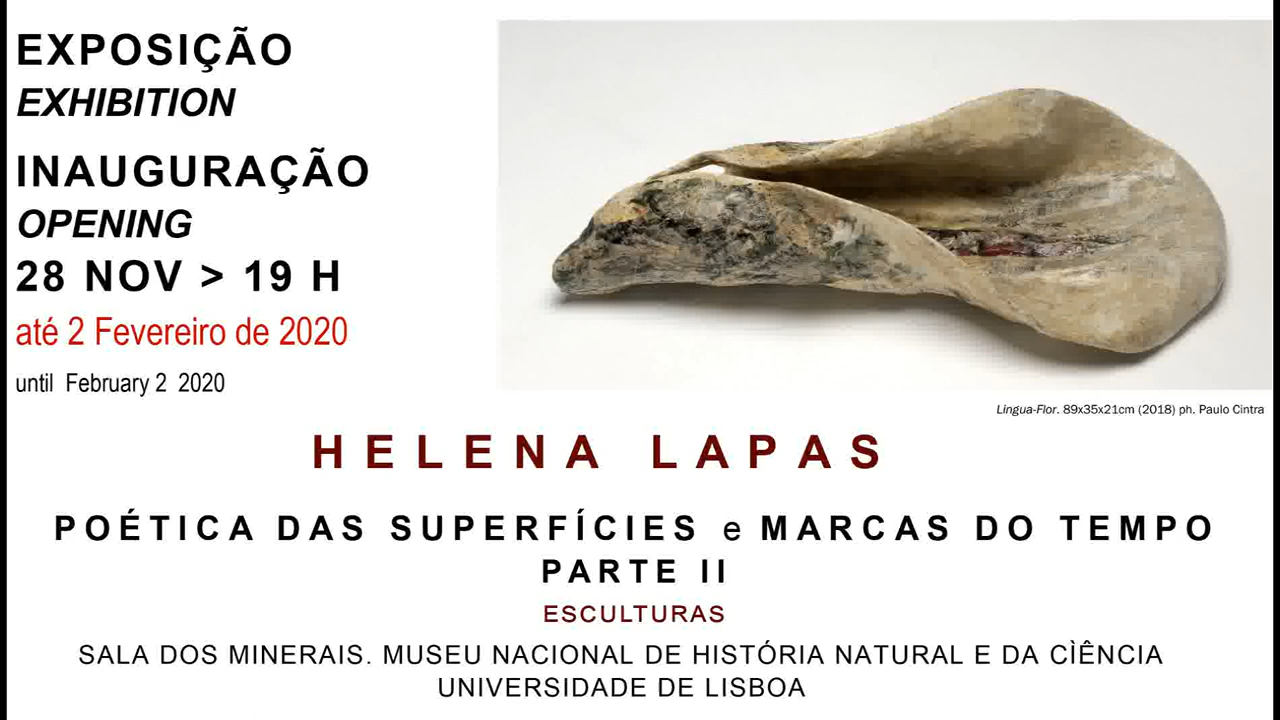 EXPOSIÇÃO
EXHIBITION
INAUGURAÇÃO
OPENING
28 NOV > 19 H
até 2 Fevereiro de 2020
until February 2 2020
Lingua-Flor. 89x35x21cm (2018) ph. Paulo Cintra
HELENA LAPAS
POÉTICA DAS SUPERFÍCIES e MARCAS DO TEMPO
PARTE II
ESCULTURAS
SALA DOS MINERAIS. MUSEU NACIONAL DE HISTÓRIA NATURAL E DA CÌÊNCIA
UNIVERSIDADE DE LISBOA